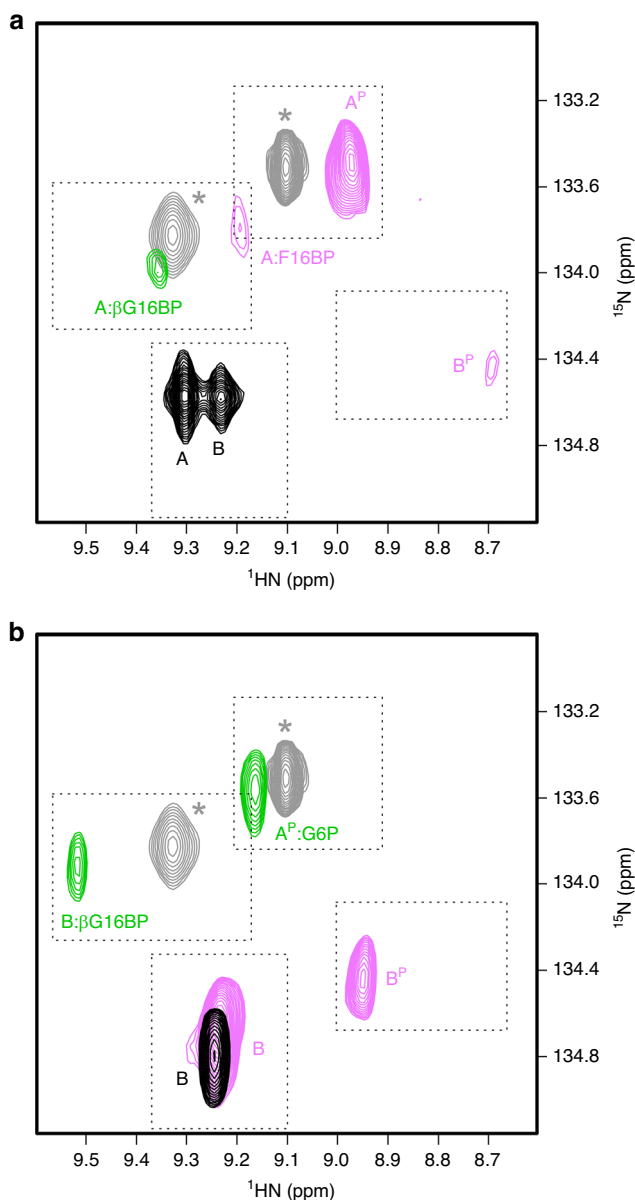 a
133.2
A^P
*
*
133.6
A:F16BP
134.0
A:βG16BP
¹⁵N (ppm)
134.4
B^P
134.8
A B
9.5 9.4 9.3 9.2 9.1 9.0 8.9 8.8 8.7
¹HN (ppm)
b
133.2
*
133.6
*
A^P:G6P
134.0
B:βG16BP
¹⁵N (ppm)
134.4
B^P
134.8
B B
9.5 9.4 9.3 9.2 9.1 9.0 8.9 8.8 8.7
¹HN (ppm)